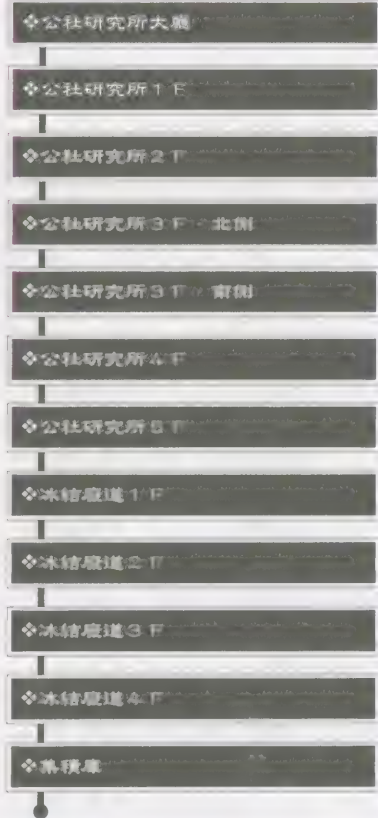 ❖公社研究所大廳
❖公社研究所1F
❖公社研究所2F
❖公社研究所3F・北側
❖公社研究所3F・東側
❖公社研究所4F
❖公社研究所5F
❖冰結廢道1F
❖冰結廢道2F
❖冰結廢道3F
❖冰結廢道4F
❖集積庫